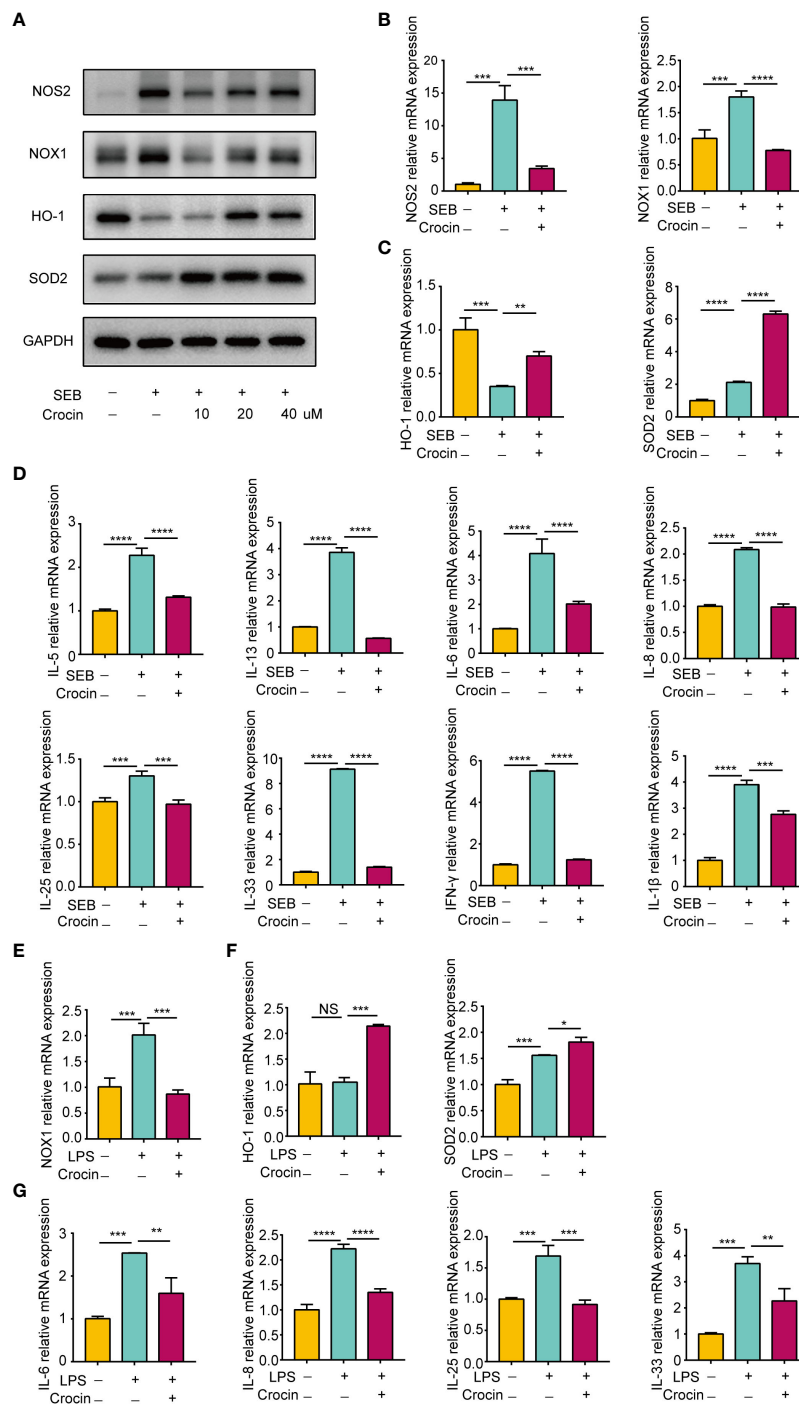 A
NOS2
NOX1
HO-1
SOD2
GAPDH
SEB – + + + +
Crocin – – 10 20 40 uM
B
NOS2 relative mRNA expression
20
15
10
5
0
*** ***
SEB – + +
Crocin – – +
NOX1 relative mRNA expression
2.5
2.0
1.5
1.0
0.5
0.0
*** ****
SEB – + +
Crocin – – +
C
HO-1 relative mRNA expression
1.5
1.0
0.5
0.0
*** **
SEB – + +
Crocin – – +
SOD2 relative mRNA expression
8
6
4
2
0
**** ****
SEB – + +
Crocin – – +
D
IL-5 relative mRNA expression
3
2
1
0
**** ****
SEB – + +
Crocin – – +
IL-13 relative mRNA expression
5
4
3
2
1
0
**** ****
SEB – + +
Crocin – – +
IL-6 relative mRNA expression
6
5
4
3
2
1
0
**** ****
SEB – + +
Crocin – – +
IL-8 relative mRNA expression
2.5
2.0
1.5
1.0
0.5
0.0
**** ****
SEB – + +
Crocin – – +
IL-25 relative mRNA expression
1.5
1.0
0.5
0.0
*** ***
SEB – + +
Crocin – – +
IL-33 relative mRNA expression
10
8
6
4
2
0
**** ****
SEB – + +
Crocin – – +
IFN-γ relative mRNA expression
6
4
2
0
**** ****
SEB – + +
Crocin – – +
IL-1β relative mRNA expression
5
4
3
2
1
0
**** ***
SEB – + +
Crocin – – +
E
NOX1 relative mRNA expression
2.5
2.0
1.5
1.0
0.5
0.0
*** ***
LPS – + +
Crocin – – +
F
HO-1 relative mRNA expression
2.5
2.0
1.5
1.0
0.5
0.0
NS ***
LPS – + +
Crocin – – +
SOD2 relative mRNA expression
2.5
2.0
1.5
1.0
0.5
0.0
*** *
LPS – + +
Crocin – – +
G
IL-6 relative mRNA expression
3
2
1
0
*** **
LPS – + +
Crocin – – +
IL-8 relative mRNA expression
2.5
2.0
1.5
1.0
0.5
0.0
**** ****
LPS – + +
Crocin – – +
IL-25 relative mRNA expression
2.0
1.5
1.0
0.5
0.0
*** ***
LPS – + +
Crocin – – +
IL-33 relative mRNA expression
5
4
3
2
1
0
*** **
LPS – + +
Crocin – – +